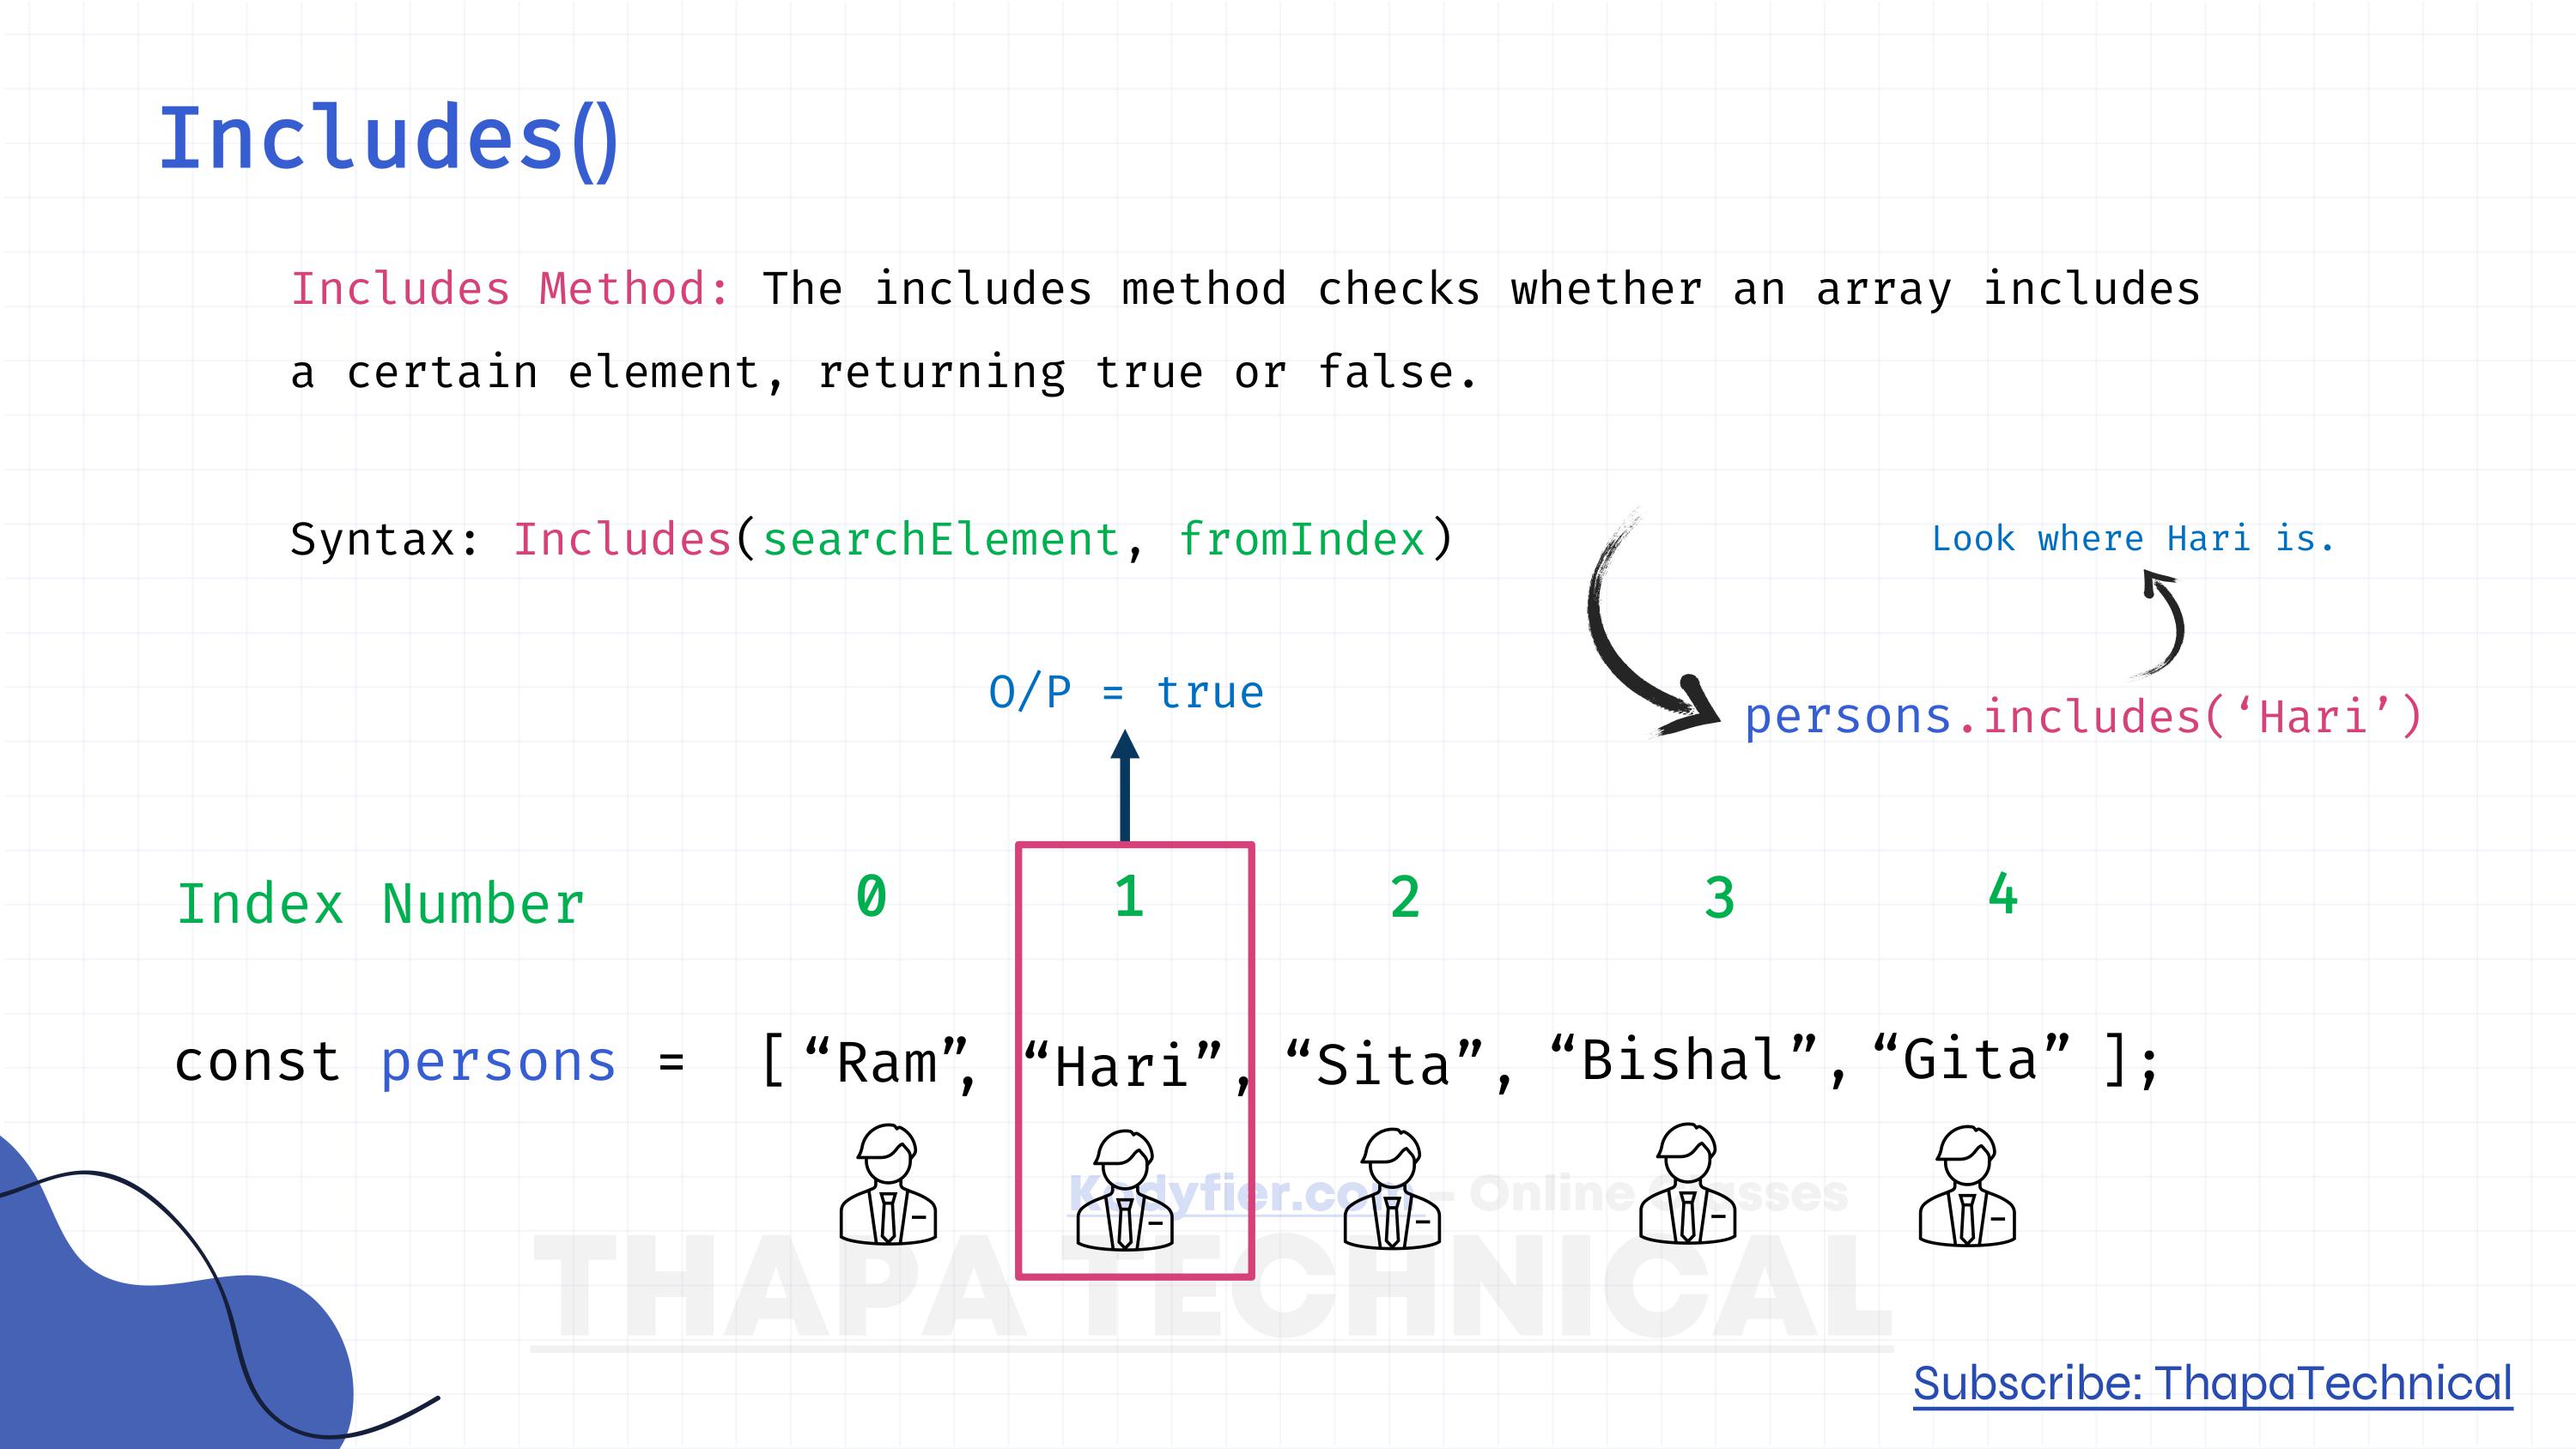 Includes()
Includes Method: The includes method checks whether an array includes
a certain element, returning true or false.
Syntax: Includes(searchElement, fromIndex)
Look where Hari is.
O/P = true
persons.includes(‘Hari’)
Index Number 0 1 2 3 4
const persons = [ “Ram”, “Hari”, “Sita”, “Bishal”, “Gita” ];
Kodyfier.com – Online Classes
THAPA TECHNICAL
Subscribe: ThapaTechnical